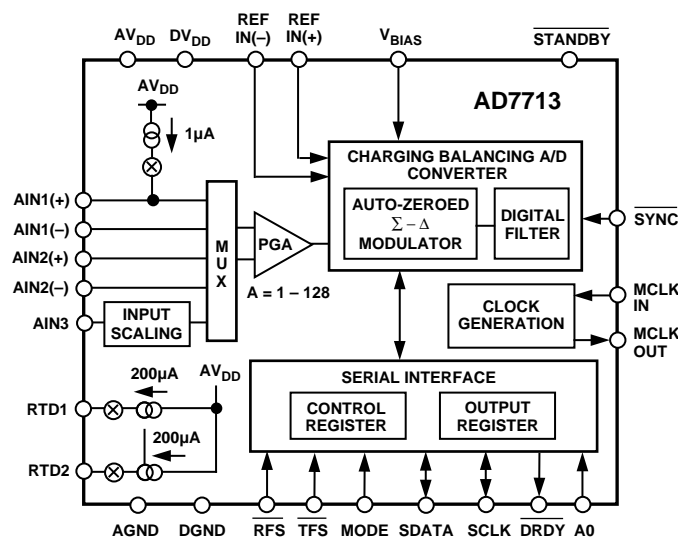 AVDD
DVDD
REF
IN(–)
REF
IN(+)
VBIAS
STANDBY
AVDD
1µA
AD7713
CHARGING BALANCING A/D
CONVERTER
AUTO-ZEROED
Σ – Δ
MODULATOR
DIGITAL
FILTER
AIN1(+)
AIN1(–)
AIN2(+)
AIN2(–)
AIN3
INPUT
SCALING
M
U
X
PGA
A = 1 – 128
SYNC
MCLK
IN
MCLK
OUT
CLOCK
GENERATION
SERIAL INTERFACE
CONTROL
REGISTER
OUTPUT
REGISTER
200µA
AVDD
RTD1
200µA
RTD2
AGND
DGND
RFS
TFS
MODE
SDATA
SCLK
DRDY
A0